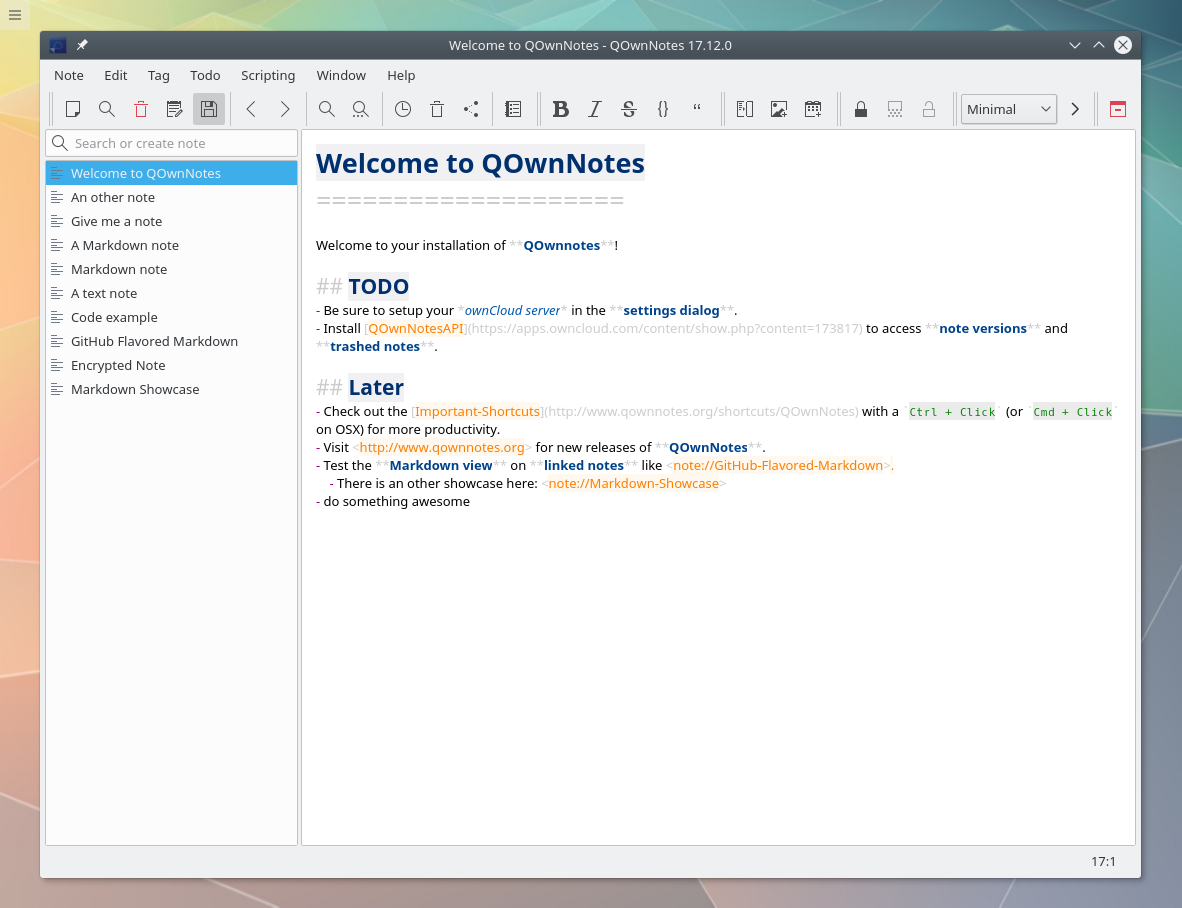 Welcome to QOwnNotes - QOwnNotes 17.12.0
Note Edit Tag Todo Scripting Window Help
B I S {} “ Minimal
Search or create note
Welcome to QOwnNotes
An other note
Give me a note
A Markdown note
Markdown note
A text note
Code example
GitHub Flavored Markdown
Encrypted Note
Markdown Showcase
Welcome to QOwnNotes
====================
Welcome to your installation of **QOwnnotes**!
## TODO
- Be sure to setup your *ownCloud server* in the **settings dialog**.
- Install [QOwnNotesAPI](https://apps.owncloud.com/content/show.php?content=173817) to access **note versions** and
**trashed notes**.
## Later
- Check out the [Important-Shortcuts](http://www.qownnotes.org/shortcuts/QOwnNotes) with a `Ctrl + Click` (or `Cmd + Click`
on OSX) for more productivity.
- Visit <http://www.qownnotes.org> for new releases of **QOwnNotes**.
- Test the **Markdown view** on **linked notes** like <note://GitHub-Flavored-Markdown>.
- There is an other showcase here: <note://Markdown-Showcase>
- do something awesome
17:1